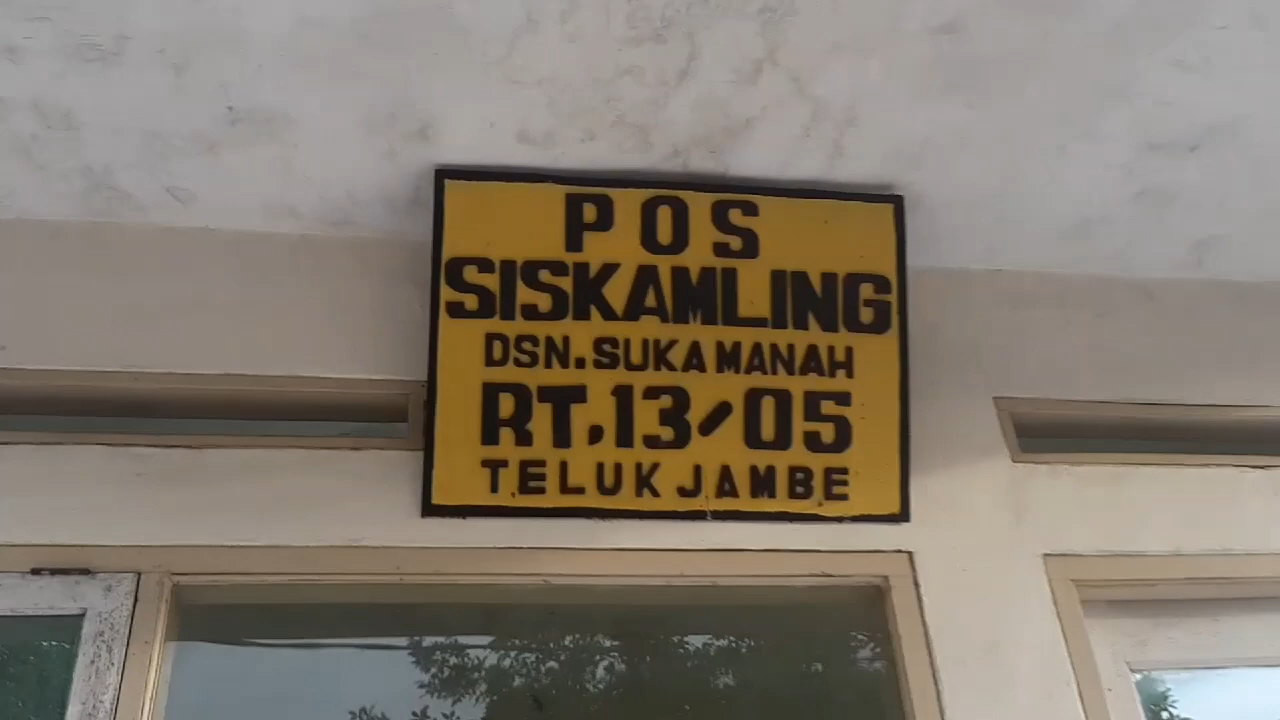 POS
SISKAMLING
DSN. SUKA MANAH
RT. 13/05
TELUK JAMBE